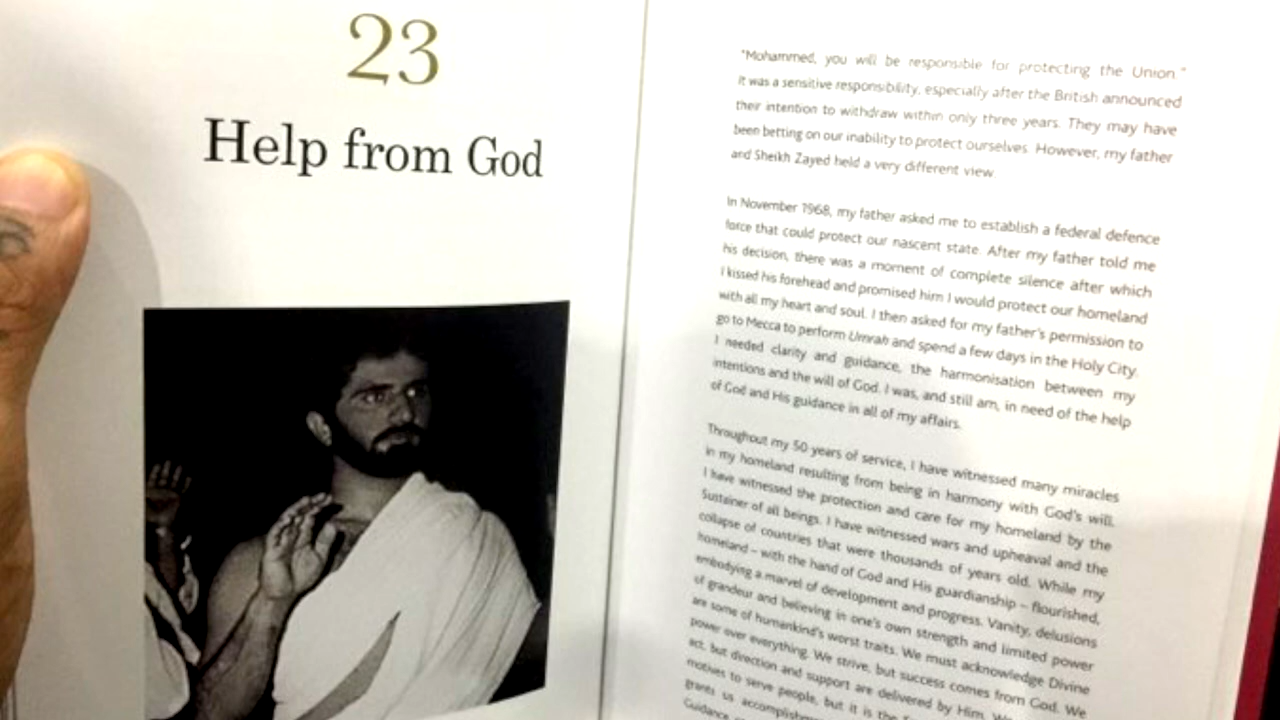 23
Help from God
"Mohammed, you will be responsible for protecting the Union."
It was a sensitive responsibility, especially after the British announced
their intention to withdraw within only three years. They may have
been betting on our inability to protect ourselves. However, my father
and Sheikh Zayed held a very different view.
In November 1968, my father asked me to establish a federal defence
force that could protect our nascent state. After my father told me
his decision, there was a moment of complete silence after which
I kissed his forehead and promised him I would protect our homeland
with all my heart and soul. I then asked for my father's permission to
go to Mecca to perform Umrah and spend a few days in the Holy City.
I needed clarity and guidance, the harmonisation between my
intentions and the will of God. I was, and still am, in need of the help
of God and His guidance in all of my affairs.
Throughout my 50 years of service, I have witnessed many miracles
in my homeland resulting from being in harmony with God's will.
I have witnessed the protection and care for my homeland by the
Sustainer of all beings. I have witnessed wars and upheaval and the
collapse of countries that were thousands of years old. While my
homeland – with the hand of God and His guardianship – flourished,
embodying a marvel of development and progress. Vanity, delusions
of grandeur and believing in one's own strength and limited power
are some of humankind's worst traits. We must acknowledge Divine
power over everything. We strive, but success comes from God. We
act, but direction and support are delivered by Him. We
motives to serve people, but it is the
grants us accomplishm
Guidance